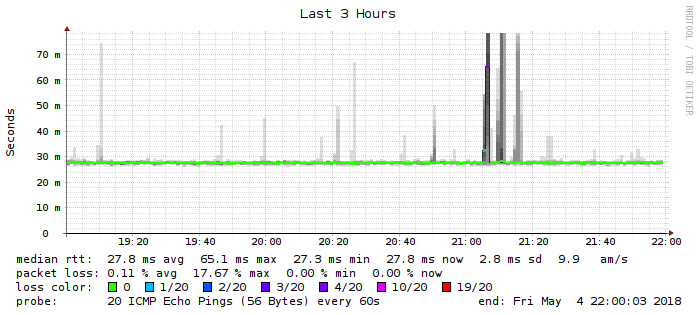 Last 3 Hours
RRDTOOL / TOBI OETIKER
Seconds
70 m
60 m
50 m
40 m
30 m
20 m
10 m
0
19:20 19:40 20:00 20:20 20:40 21:00 21:20 21:40 22:00
median rtt: 27.8 ms avg 65.1 ms max 27.3 ms min 27.8 ms now 2.8 ms sd 9.9 am/s
packet loss: 0.11 % avg 17.67 % max 0.00 % min 0.00 % now
loss color: 0 1/20 2/20 3/20 4/20 10/20 19/20
probe: 20 ICMP Echo Pings (56 Bytes) every 60s end: Fri May 4 22:00:03 2018